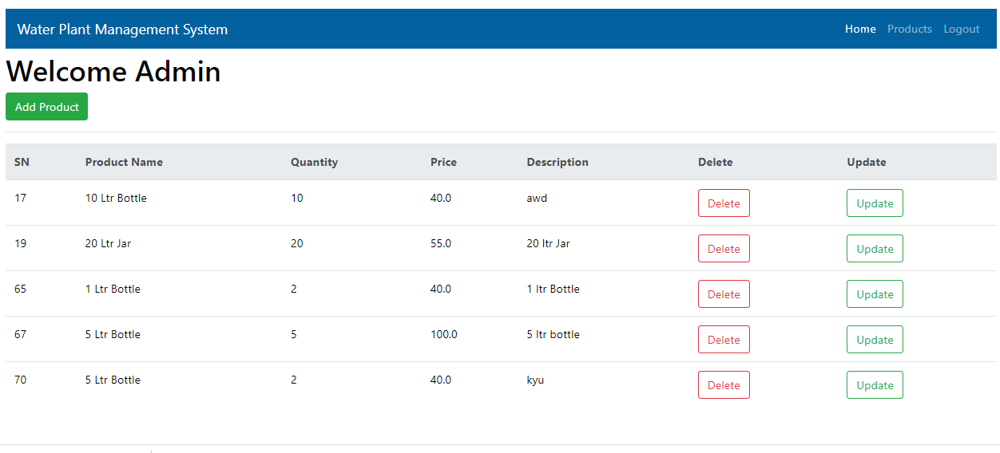 Water Plant Management System Home Products Logout
Welcome Admin
Add Product
SN Product Name Quantity Price Description Delete Update
17 10 Ltr Bottle 10 40.0 awd Delete Update
19 20 Ltr Jar 20 55.0 20 ltr Jar Delete Update
65 1 Ltr Bottle 2 40.0 1 ltr Bottle Delete Update
67 5 Ltr Bottle 5 100.0 5 ltr bottle Delete Update
70 5 Ltr Bottle 2 40.0 kyu Delete Update